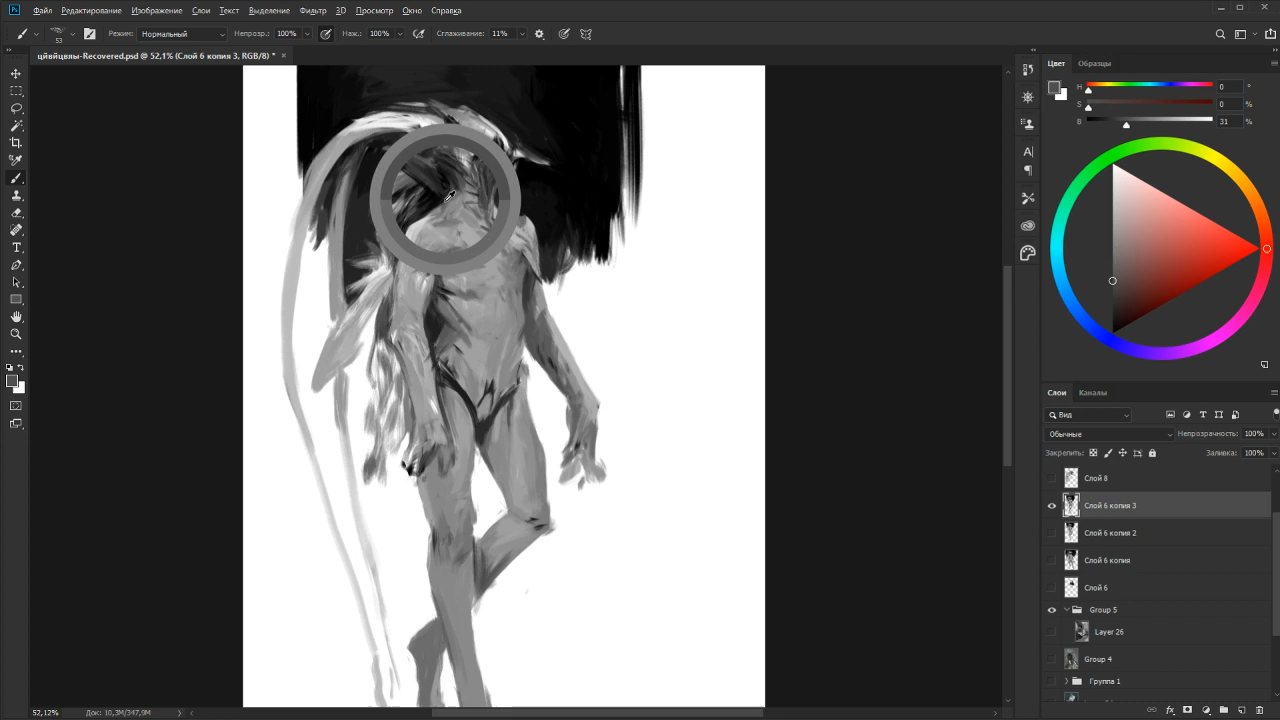 Ps Файл Редактирование Изображение Слои Текст Выделение Фильтр 3D Просмотр Окно Справка
53 Режим: Нормальный Непрозр.: 100% Наж.: 100% Сглаживание: 11%
цйвйцвяы-Recovered.psd @ 52,1% (Слой 6 копия 3, RGB/8) * ×
Цвет Образцы
H 0 °
S 0 %
B 31 %
Слои Каналы
Вид
Обычные Непрозрачность: 100%
Закрепить: Заливка: 100%
Слой 8
Слой 6 копия 3
Слой 6 копия 2
Слой 6 копия
Слой 6
Group 5
Layer 26
Group 4
Группа 1
52,12% Док: 10,3M/347,9M